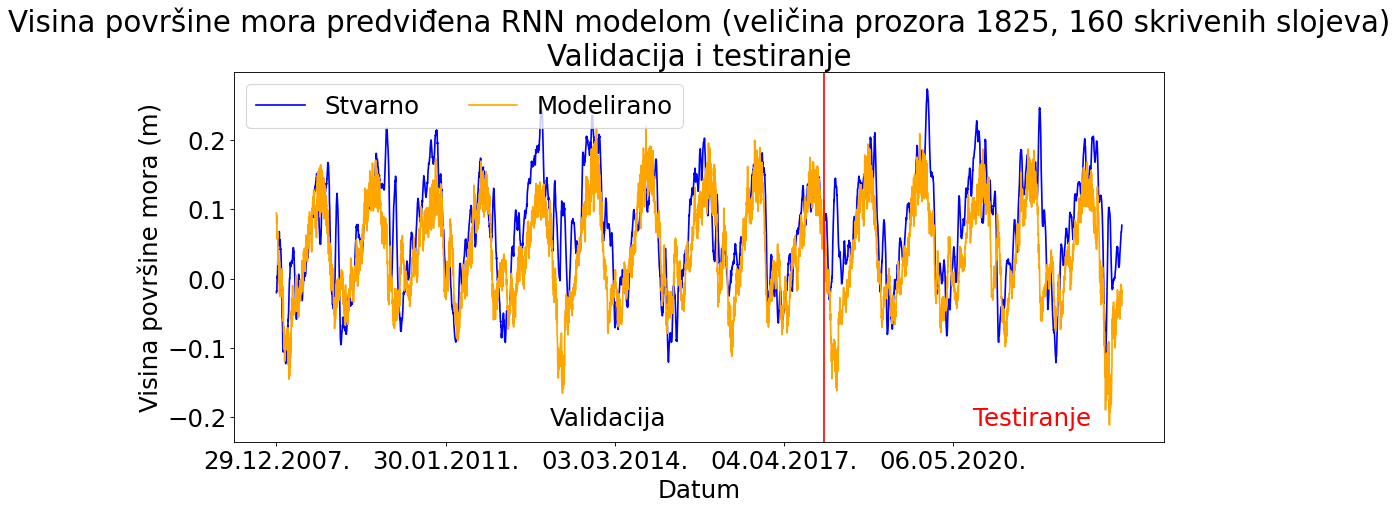 Visina površine mora predviđena RNN modelom (veličina prozora 1825, 160 skrivenih slojeva)
Validacija i testiranje
Stvarno
Modelirano
Visina površine mora (m)
0.2
0.1
0.0
−0.1
−0.2
Validacija
Testiranje
29.12.2007.
30.01.2011.
03.03.2014.
04.04.2017.
06.05.2020.
Datum